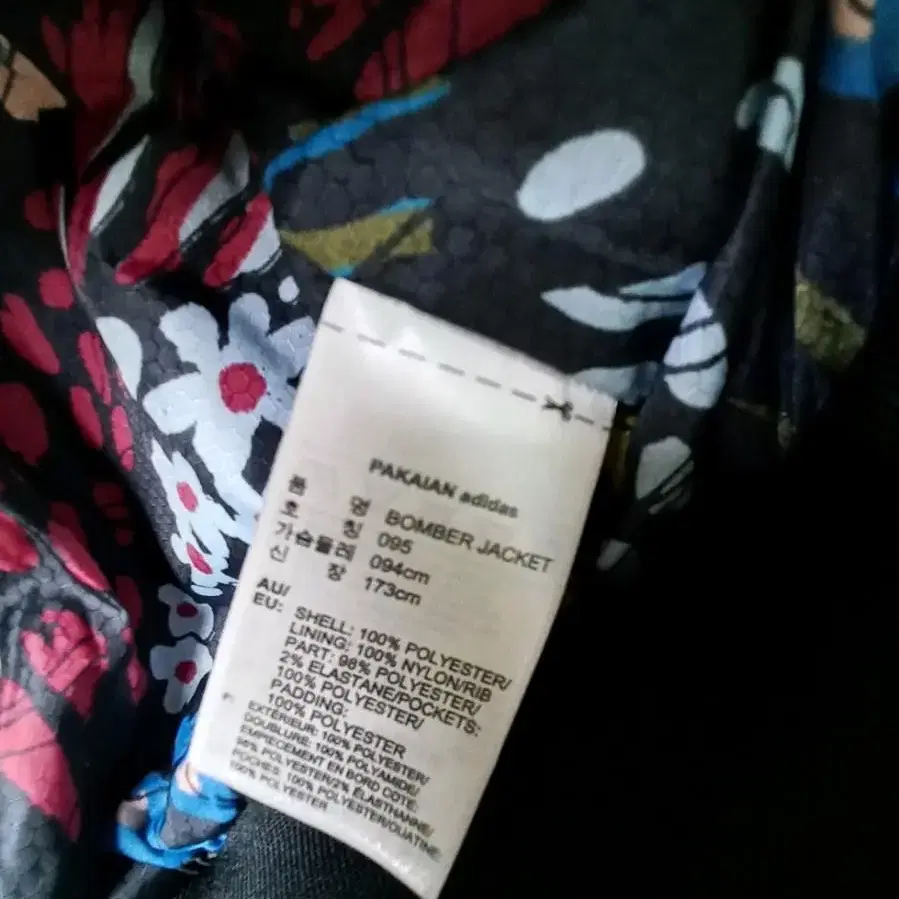 PAKAIAN adidas
품 명 BOMBER JACKET
호 칭 095
가슴둘레 094cm
신 장 173cm
AU/
EU: SHELL: 100% POLYESTER/
LINING: 100% NYLON/RIB
PART: 98% POLYESTER/
2% ELASTANE/POCKETS:
100% POLYESTER/
PADDING:
100% POLYESTER
F: EXTÉRIEUR: 100% POLYESTER/
DOUBLURE: 100% POLYAMIDE/
EMPIECEMENT EN BORD COTE:
98% POLYESTER/2% ÉLASTHANNE/
POCHES: 100% POLYESTER/OUATINE:
100% POLYESTER